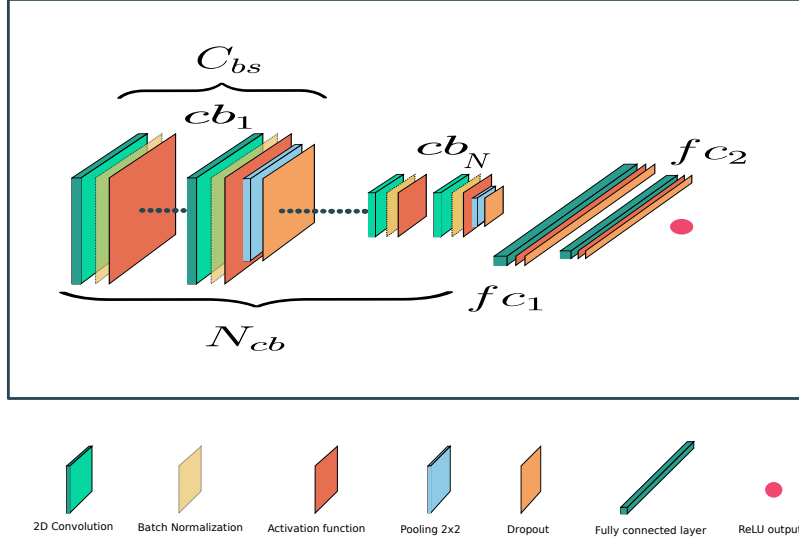 C_bs
cb_1
cb_N
fc_2
fc_1
N_cb
2D Convolution
Batch Normalization
Activation function
Pooling 2x2
Dropout
Fully connected layer
ReLU output